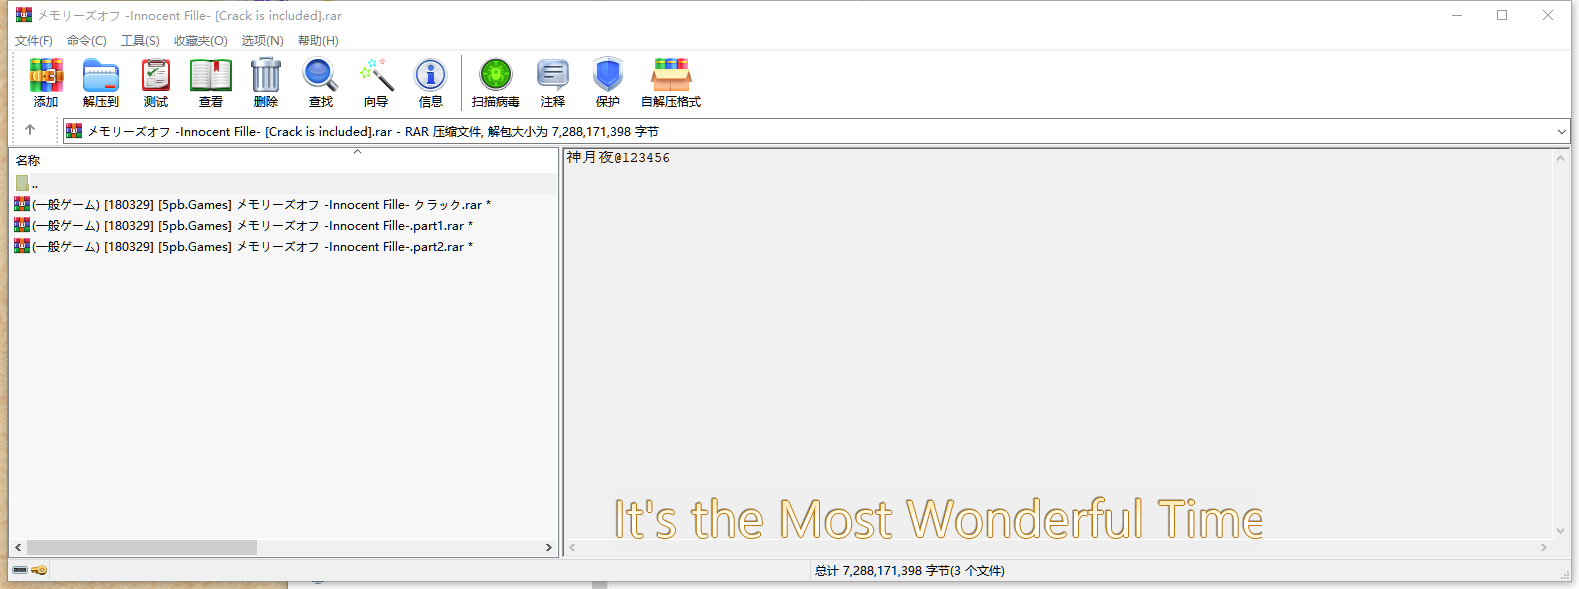 メモリーズオフ -Innocent Fille- [Crack is included].rar
文件(F) 命令(C) 工具(S) 收藏夹(O) 选项(N) 帮助(H)
添加 解压到 测试 查看 删除 查找 向导 信息 扫描病毒 注释 保护 自解压格式
メモリーズオフ -Innocent Fille- [Crack is included].rar - RAR 压缩文件, 解包大小为 7,288,171,398 字节
名称
..
(一般ゲーム) [180329] [5pb.Games] メモリーズオフ -Innocent Fille- クラック.rar *
(一般ゲーム) [180329] [5pb.Games] メモリーズオフ -Innocent Fille-.part1.rar *
(一般ゲーム) [180329] [5pb.Games] メモリーズオフ -Innocent Fille-.part2.rar *
神月夜@123456
It's the Most Wonderful Time
总计 7,288,171,398 字节(3 个文件)